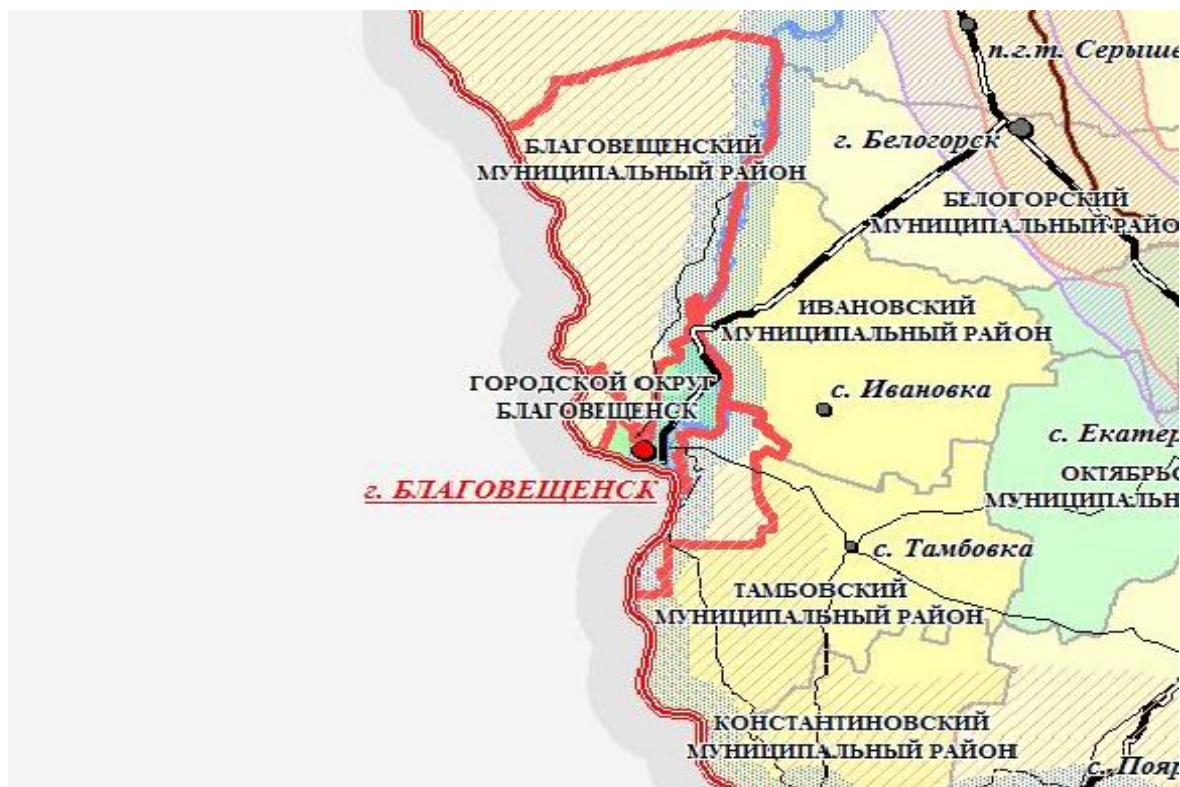 п.г.т. Серыше
г. Белогорск
БЛАГОВЕЩЕНСКИЙ
МУНИЦИПАЛЬНЫЙ РАЙОН
БЕЛОГОРСКИЙ
МУНИЦИПАЛЬНЫЙ РАЙО
ИВАНОВСКИЙ
МУНИЦИПАЛЬНЫЙ РАЙОН
ГОРОДСКОЙ ОКРУГ
БЛАГОВЕЩЕНСК
с. Ивановка
с. Екатер
г. БЛАГОВЕЩЕНСК
ОКТЯБРЬС
МУНИЦИПАЛЬН
с. Тамбовка
ТАМБОВСКИЙ
МУНИЦИПАЛЬНЫЙ РАЙОН
КОНСТАНТИНОВСКИЙ
МУНИЦИПАЛЬНЫЙ РАЙОН
с. Пояр